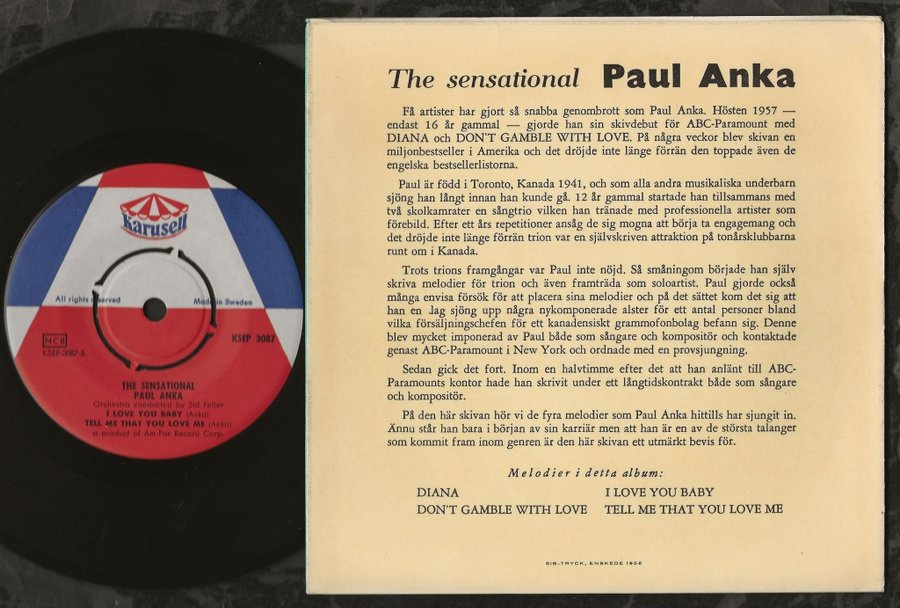 Karusell
All rights reserved
Made in Sweden
NCB
KSEP-3087-B
KSEP 3087
THE SENSATIONAL
PAUL ANKA
Orchestra conducted by Sid Feller
I LOVE YOU BABY (Anka)
TELL ME THAT YOU LOVE ME (Anka)
a product of Am-Par Record Corp.
The sensational Paul Anka
Få artister har gjort så snabba genombrott som Paul Anka. Hösten 1957 —
endast 16 år gammal — gjorde han sin skivdebut för ABC-Paramount med
DIANA och DON'T GAMBLE WITH LOVE. På några veckor blev skivan en
miljonbestseller i Amerika och det dröjde inte länge förrän den toppade även de
engelska bestsellerlistorna.
Paul är född i Toronto, Kanada 1941, och som alla andra musikaliska underbarn
sjöng han långt innan han kunde gå. 12 år gammal startade han tillsammans med
två skolkamrater en sångtrio vilken han tränade med professionella artister som
förebild. Efter ett års repetitioner ansåg de sig mogna att börja ta engagemang och
det dröjde inte länge förrän trion var en självskriven attraktion på tonårsklubbarna
runt om i Kanada.
Trots trions framgångar var Paul inte nöjd. Så småningom började han själv
skriva melodier för trion och även framträda som soloartist. Paul gjorde också
många envisa försök för att placera sina melodier och på det sättet kom det sig att
han en dag sjöng upp några nykomponerade alster för ett antal personer bland
vilka försäljningschefen för ett kanadensiskt grammofonbolag befann sig. Denne
blev mycket imponerad av Paul både som sångare och kompositör och kontaktade
genast ABC-Paramount i New York och ordnade med en provsjungning.
Sedan gick det fort. Inom en halvtimme efter det att han anlänt till ABC-
Paramounts kontor hade han skrivit under ett långtidskontrakt både som sångare
och kompositör.
På den här skivan hör vi de fyra melodier som Paul Anka hittills har sjungit in.
Ännu står han bara i början av sin karriär men att han är en av de största talanger
som kommit fram inom genren är den här skivan ett utmärkt bevis för.
Melodier i detta album:
DIANA I LOVE YOU BABY
DON'T GAMBLE WITH LOVE TELL ME THAT YOU LOVE ME
SIB-TRYCK, ENSKEDE 1958